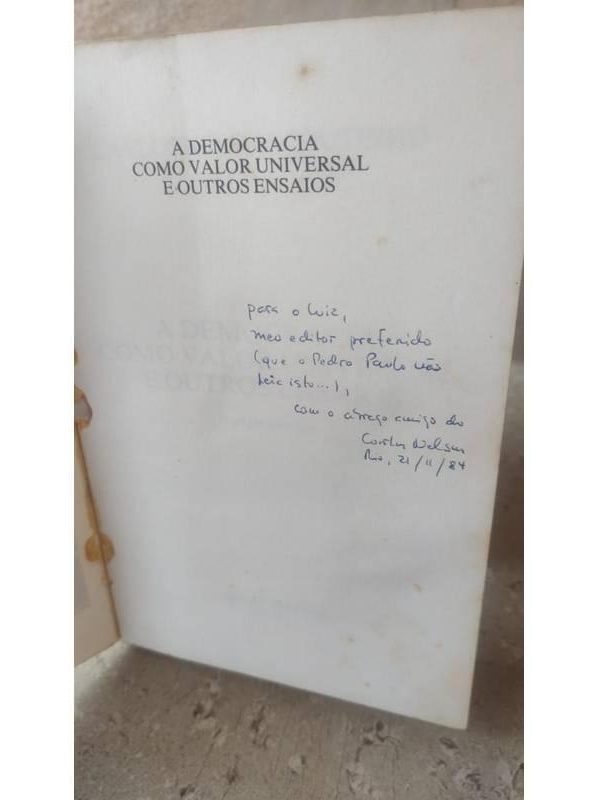 A DEMOCRACIA
COMO VALOR UNIVERSAL
E OUTROS ENSAIOS
para o Luiz,
meu editor preferido
(que o Pedro Paulo não
leia isto...),
com o abraço amigo do
Carlos Nelson
Rio, 21/11/84